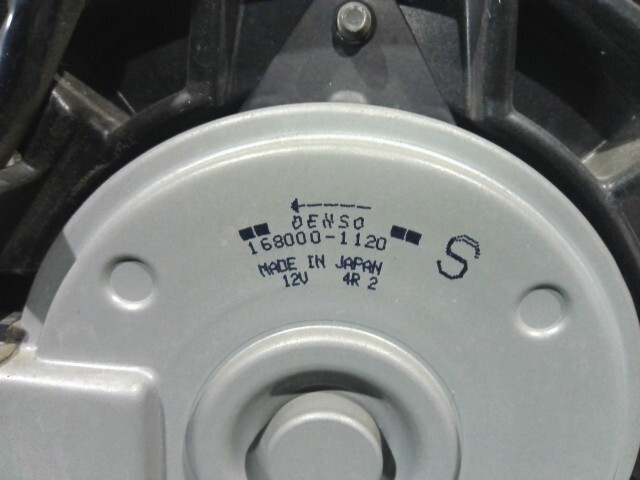 DENSO
168000-1120
S
MADE IN JAPAN
12V 4R 2